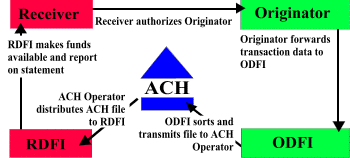 Receiver
Originator
Receiver authorizes Originator
RDFI makes funds
available and report
on statement
Originator forwards
transaction data to
ODFI
ACH Operator
distributes ACH file
to RDFI
ACH
ODFI sorts and
transmits file to ACH
Operator
RDFI
ODFI